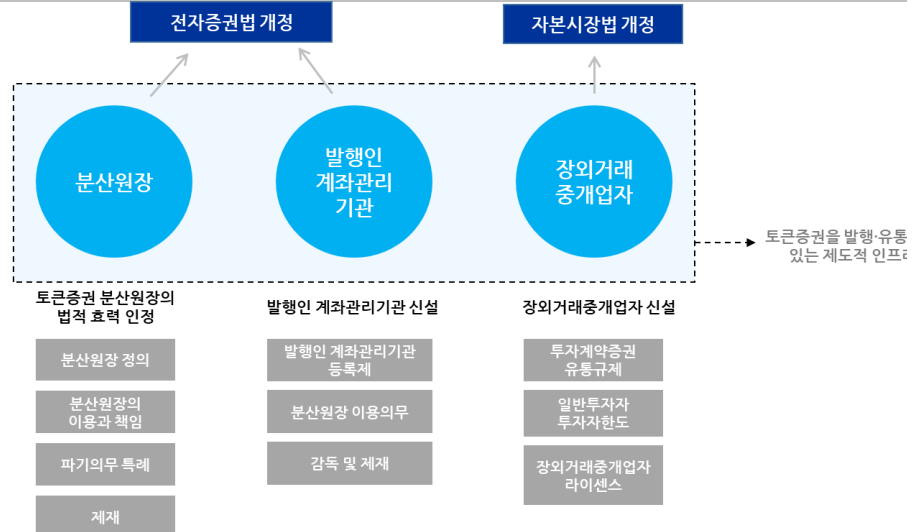 전자증권법 개정
자본시장법 개정
분산원장
발행인
계좌관리
기관
장외거래
중개업자
토큰증권을 발행·유통
있는 제도적
토큰증권 분산원장의
법적 효력 인정
발행인 계좌관리기관 신설
장외거래중개업자 신설
분산원장 정의
분산원장의
이용과 책임
파기의무 특례
제재
발행인 계좌관리기관
등록제
분산원장 이용의무
감독 및 제재
투자계약증권
유통규제
일반투자자
투자자한도
장외거래중개업자
라이센스